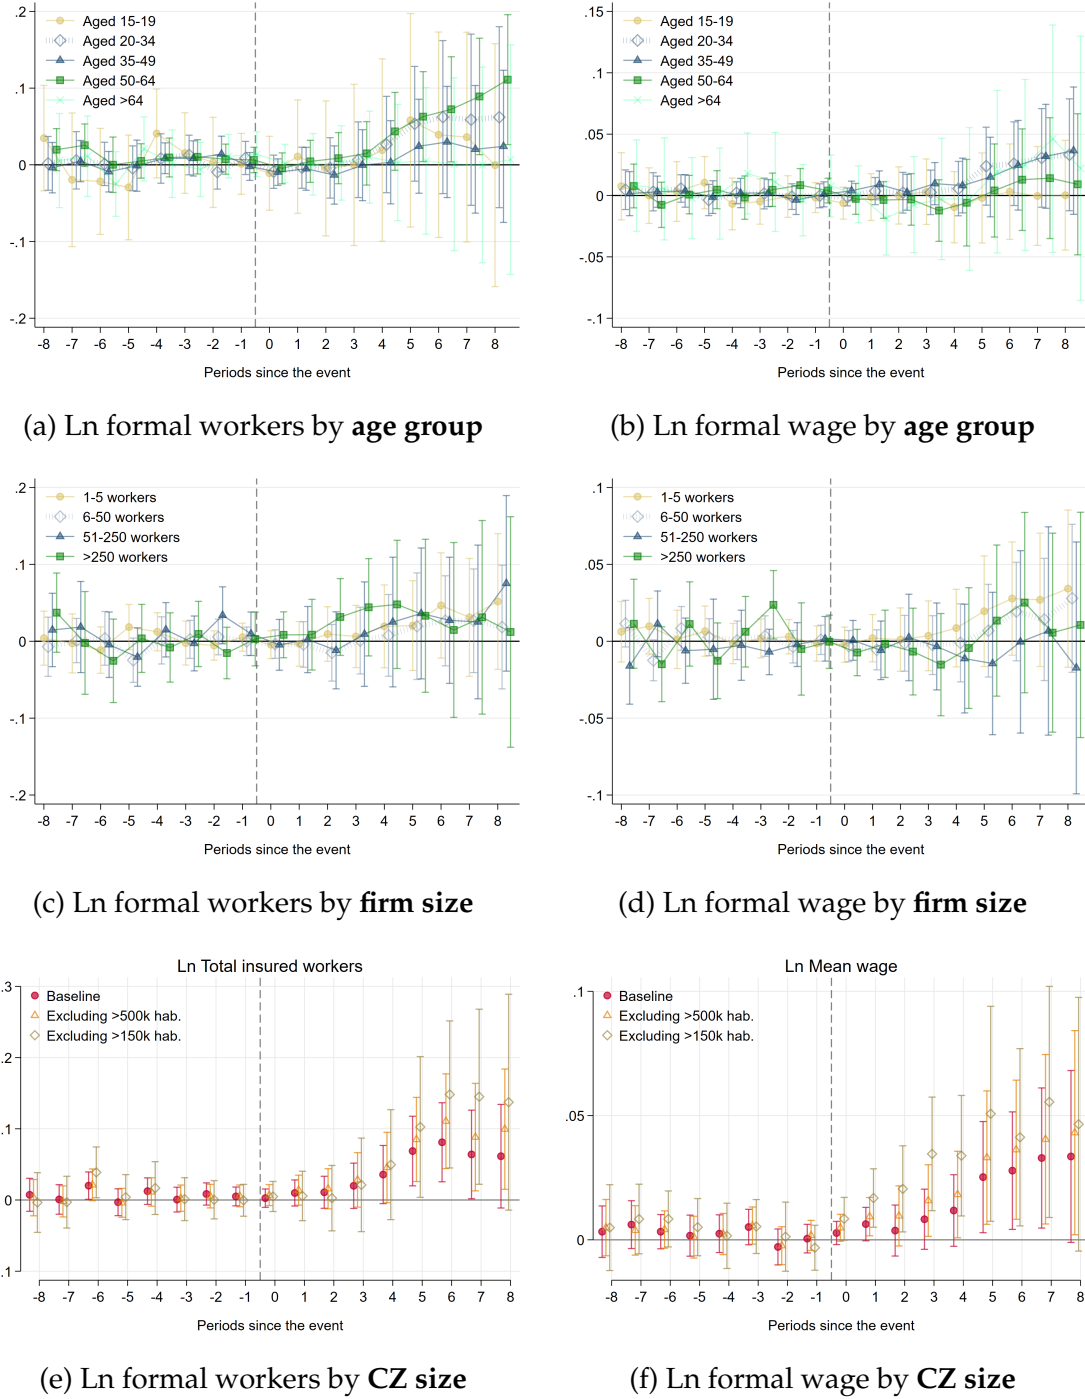 .2
.1
0
-.1
-.2
Aged 15-19
Aged 20-34
Aged 35-49
Aged 50-64
Aged >64
-8 -7 -6 -5 -4 -3 -2 -1 0 1 2 3 4 5 6 7 8
Periods since the event
(a) Ln formal workers by age group
.15
.1
.05
0
-.05
-.1
Aged 15-19
Aged 20-34
Aged 35-49
Aged 50-64
Aged >64
-8 -7 -6 -5 -4 -3 -2 -1 0 1 2 3 4 5 6 7 8
Periods since the event
(b) Ln formal wage by age group
.2
.1
0
-.1
-.2
1-5 workers
6-50 workers
51-250 workers
>250 workers
-8 -7 -6 -5 -4 -3 -2 -1 0 1 2 3 4 5 6 7 8
Periods since the event
(c) Ln formal workers by firm size
.1
.05
0
-.05
-.1
1-5 workers
6-50 workers
51-250 workers
>250 workers
-8 -7 -6 -5 -4 -3 -2 -1 0 1 2 3 4 5 6 7 8
Periods since the event
(d) Ln formal wage by firm size
Ln Total insured workers
.3
.2
.1
0
.1
Baseline
Excluding >500k hab.
Excluding >150k hab.
-8 -7 -6 -5 -4 -3 -2 -1 0 1 2 3 4 5 6 7 8
Periods since the event
(e) Ln formal workers by CZ size
Ln Mean wage
.1
.05
0
Baseline
Excluding >500k hab.
Excluding >150k hab.
-8 -7 -6 -5 -4 -3 -2 -1 0 1 2 3 4 5 6 7 8
Periods since the event
(f) Ln formal wage by CZ size